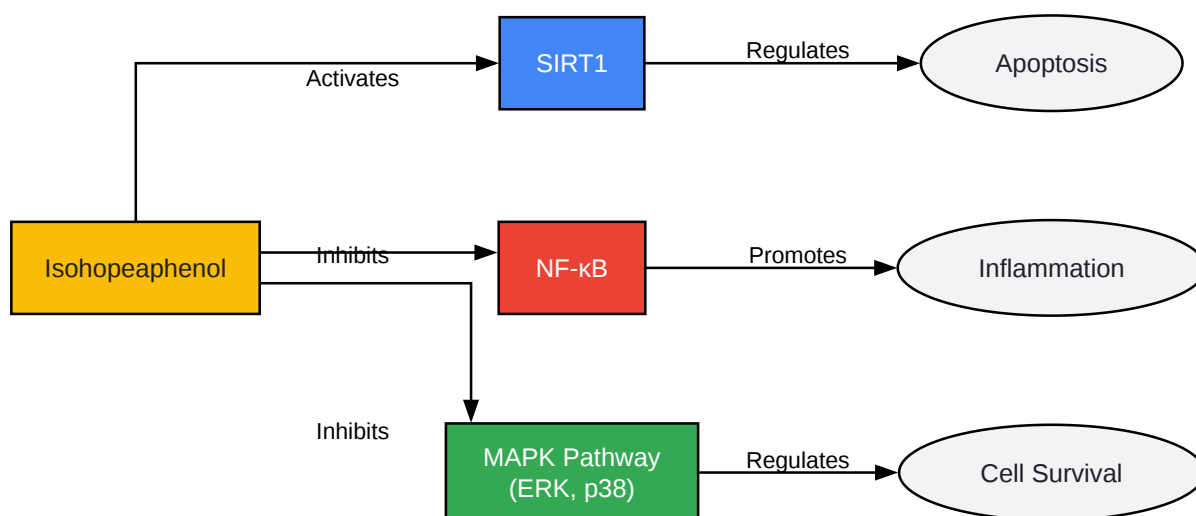 SIRT1
Regulates
Apoptosis
Activates
Isohopeaphenol
Inhibits
NF-κB
Promotes
Inflammation
Inhibits
MAPK Pathway
(ERK, p38)
Regulates
Cell Survival